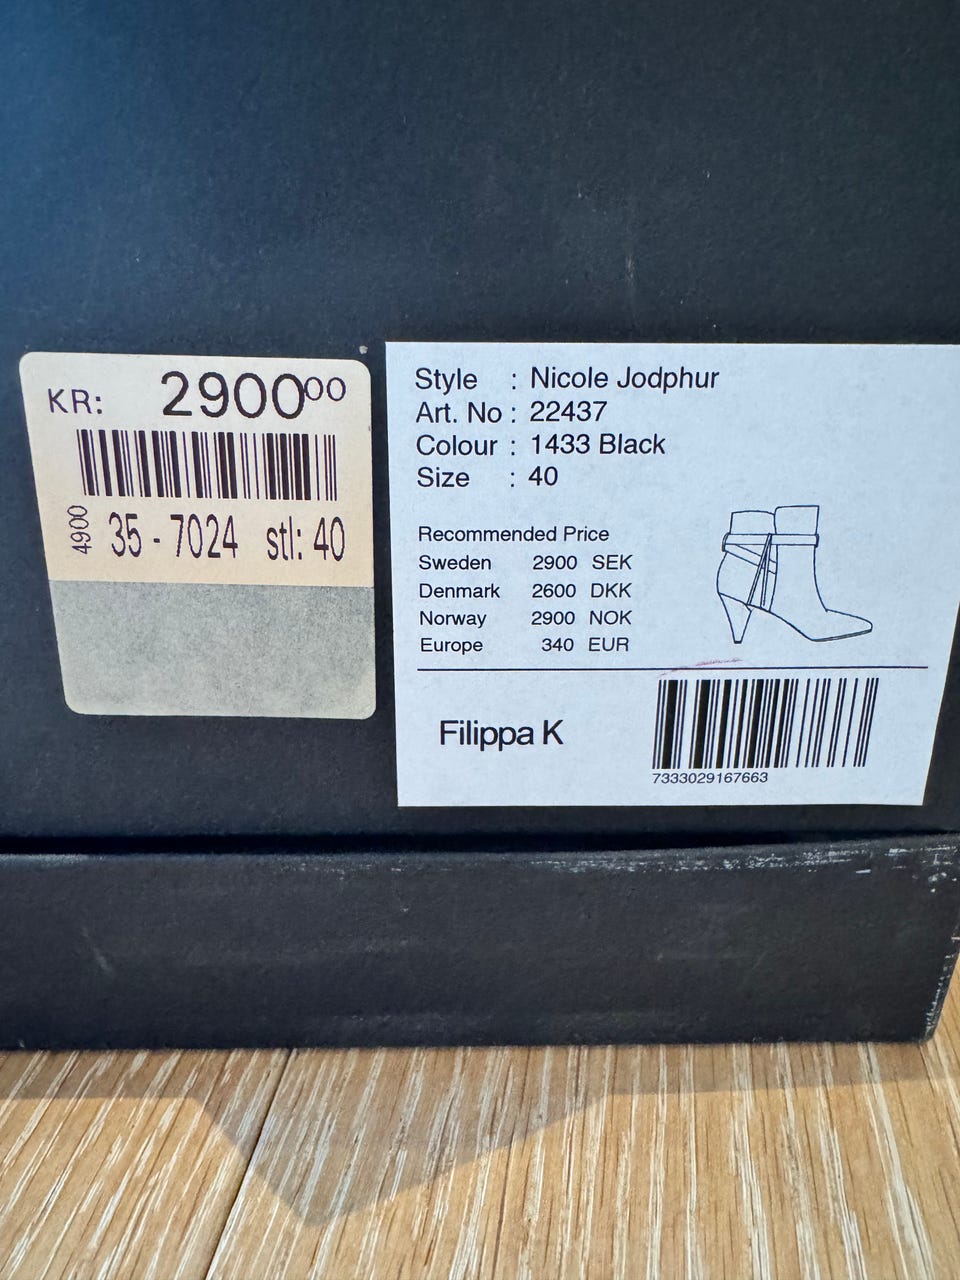 KR: 2900⁰⁰
4900
35 - 7024 stl: 40
Style : Nicole Jodphur
Art. No : 22437
Colour : 1433 Black
Size : 40
Recommended Price
Sweden 2900 SEK
Denmark 2600 DKK
Norway 2900 NOK
Europe 340 EUR
Filippa K
7333029167663